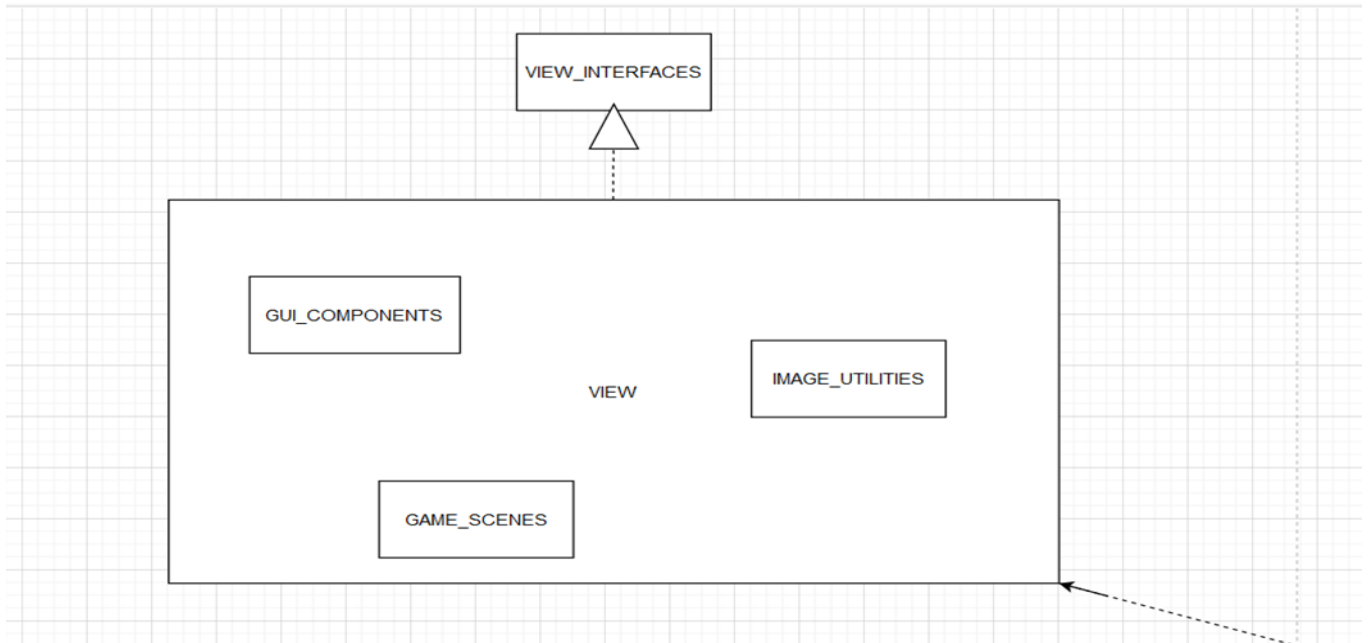 VIEW_INTERFACES
GUI_COMPONENTS
IMAGE_UTILITIES
VIEW
GAME_SCENES